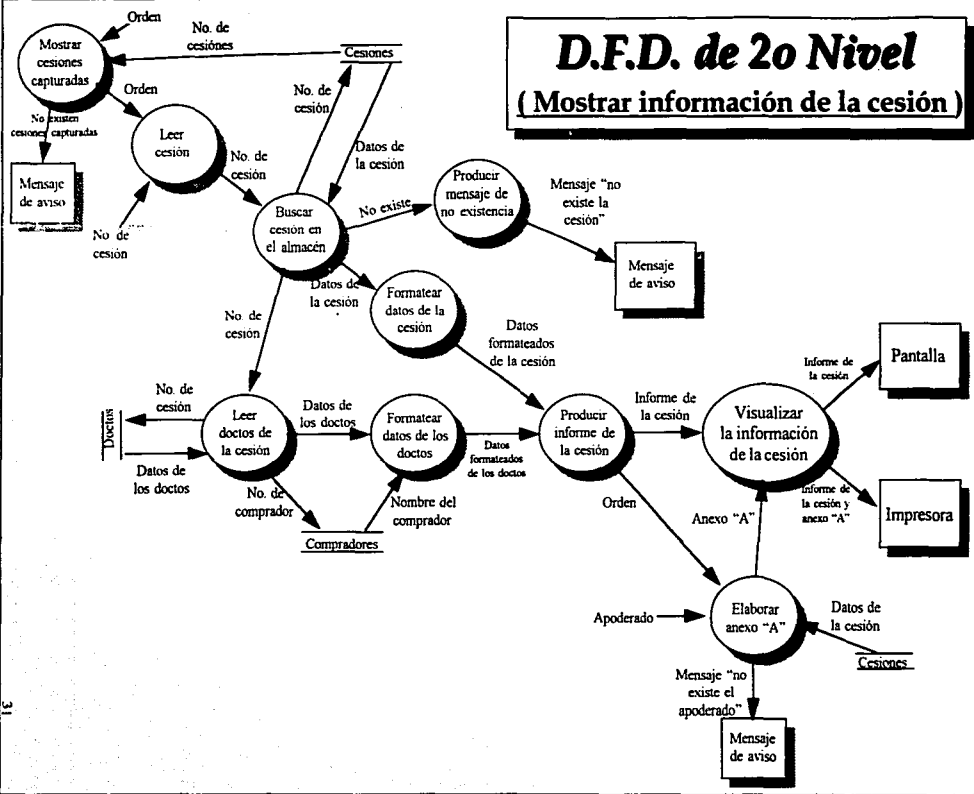 D.F.D. de 2o Nivel
( Mostrar información de la cesión )
Orden
Mostrar
cesiones
capturadas
No. de
cesiónes
Cesiones
Orden
No existen
cesiones capturadas
Mensaje
de aviso
Leer
cesión
No. de
cesión
No. de
cesión
No. de
cesión
Datos de
la cesión
Buscar
cesión en
el almacén
No existe
Producir
mensaje de
no existencia
Mensaje “no
existe la
cesión”
Mensaje
de aviso
Datos de
la cesión
Formatear
datos de la
cesión
No. de
cesión
Datos
formateados
de la cesión
No. de
cesión
Doctos
Datos de
los doctos
Leer
doctos de
la cesión
Datos de
los doctos
Formatear
datos de los
doctos
Datos
formateados
de los doctos
No. de
comprador
Compradores
Nombre del
comprador
Producir
informe de
la cesión
Informe de
la cesión
Visualizar
la información
de la cesión
Informe de
la cesión
Pantalla
Informe de
la cesión y
anexo “A”
Impresora
Orden
Anexo “A”
Apoderado
Elaborar
anexo “A”
Datos de
la cesión
Cesiones
Mensaje “no
existe el
apoderado”
Mensaje
de aviso
31